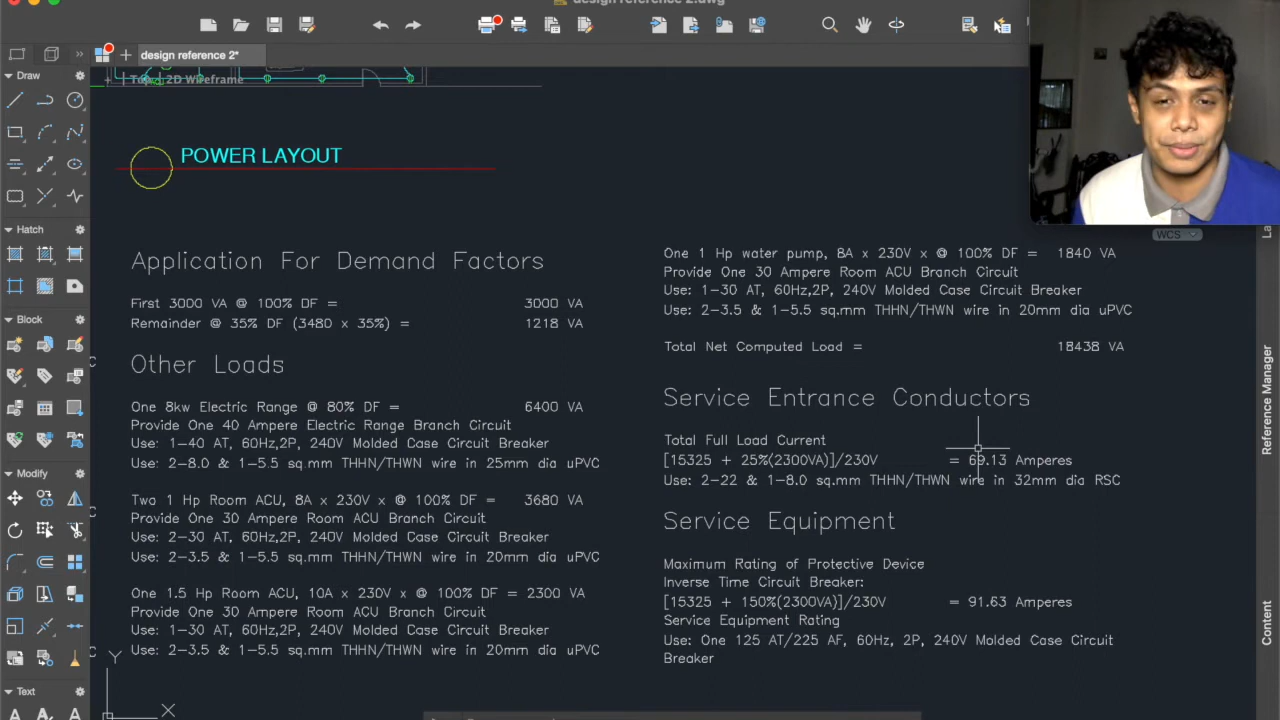 design reference 2.dwg
design reference 2*
Draw
Top | 2D Wireframe
POWER LAYOUT
WCS
Hatch
Application For Demand Factors
First 3000 VA @ 100% DF = 3000 VA
Remainder @ 35% DF (3480 x 35%) = 1218 VA
Block
Other Loads
One 8kw Electric Range @ 80% DF = 6400 VA
Provide One 40 Ampere Electric Range Branch Circuit
Use: 1-40 AT, 60Hz,2P, 240V Molded Case Circuit Breaker
Use: 2-8.0 & 1-5.5 sq.mm THHN/THWN wire in 25mm dia uPVC
Modify
Two 1 Hp Room ACU, 8A x 230V x @ 100% DF = 3680 VA
Provide One 30 Ampere Room ACU Branch Circuit
Use: 2-30 AT, 60Hz,2P, 240V Molded Case Circuit Breaker
Use: 2-3.5 & 1-5.5 sq.mm THHN/THWN wire in 20mm dia uPVC
One 1.5 Hp Room ACU, 10A x 230V x @ 100% DF = 2300 VA
Provide One 30 Ampere Room ACU Branch Circuit
Use: 1-30 AT, 60Hz,2P, 240V Molded Case Circuit Breaker
Use: 2-3.5 & 1-5.5 sq.mm THHN/THWN wire in 20mm dia uPVC
Text
Y
X
One 1 Hp water pump, 8A x 230V x @ 100% DF = 1840 VA
Provide One 30 Ampere Room ACU Branch Circuit
Use: 1-30 AT, 60Hz,2P, 240V Molded Case Circuit Breaker
Use: 2-3.5 & 1-5.5 sq.mm THHN/THWN wire in 20mm dia uPVC
Total Net Computed Load = 18438 VA
Service Entrance Conductors
Total Full Load Current
[15325 + 25%(2300VA)]/230V = 69.13 Amperes
Use: 2-22 & 1-8.0 sq.mm THHN/THWN wire in 32mm dia RSC
Service Equipment
Maximum Rating of Protective Device
Inverse Time Circuit Breaker:
[15325 + 150%(2300VA)]/230V = 91.63 Amperes
Service Equipment Rating
Use: One 125 AT/225 AF, 60Hz, 2P, 240V Molded Case Circuit
Breaker
Reference Manager
Content